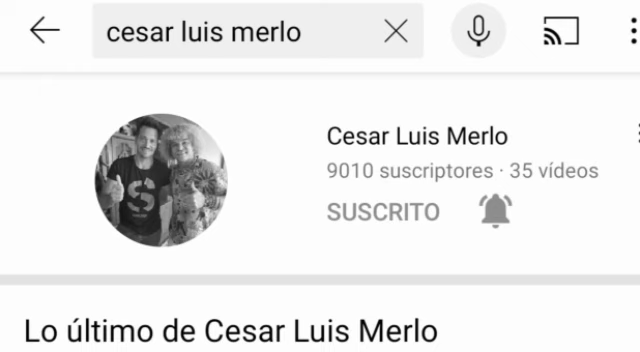 cesar luis merlo
Cesar Luis Merlo
9010 suscriptores · 35 vídeos
SUSCRITO
Lo último de Cesar Luis Merlo